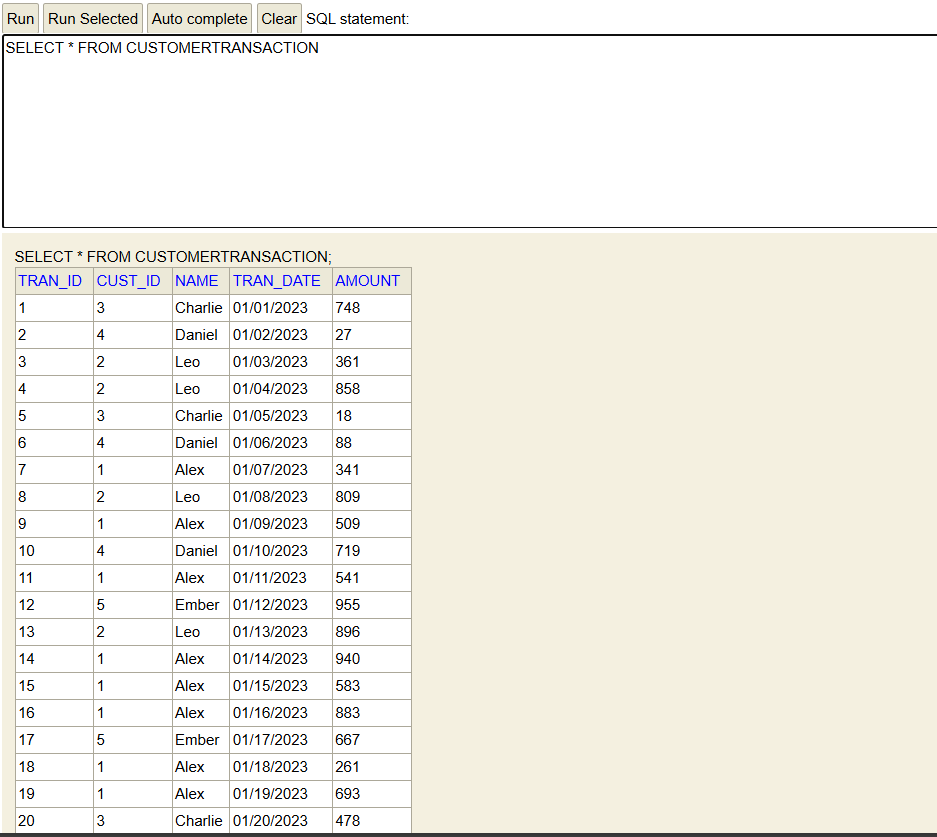 Run Run Selected Auto complete Clear SQL statement:
SELECT * FROM CUSTOMERTRANSACTION
SELECT * FROM CUSTOMERTRANSACTION;
TRAN_ID CUST_ID NAME TRAN_DATE AMOUNT
1 3 Charlie 01/01/2023 748
2 4 Daniel 01/02/2023 27
3 2 Leo 01/03/2023 361
4 2 Leo 01/04/2023 858
5 3 Charlie 01/05/2023 18
6 4 Daniel 01/06/2023 88
7 1 Alex 01/07/2023 341
8 2 Leo 01/08/2023 809
9 1 Alex 01/09/2023 509
10 4 Daniel 01/10/2023 719
11 1 Alex 01/11/2023 541
12 5 Ember 01/12/2023 955
13 2 Leo 01/13/2023 896
14 1 Alex 01/14/2023 940
15 1 Alex 01/15/2023 583
16 1 Alex 01/16/2023 883
17 5 Ember 01/17/2023 667
18 1 Alex 01/18/2023 261
19 1 Alex 01/19/2023 693
20 3 Charlie 01/20/2023 478